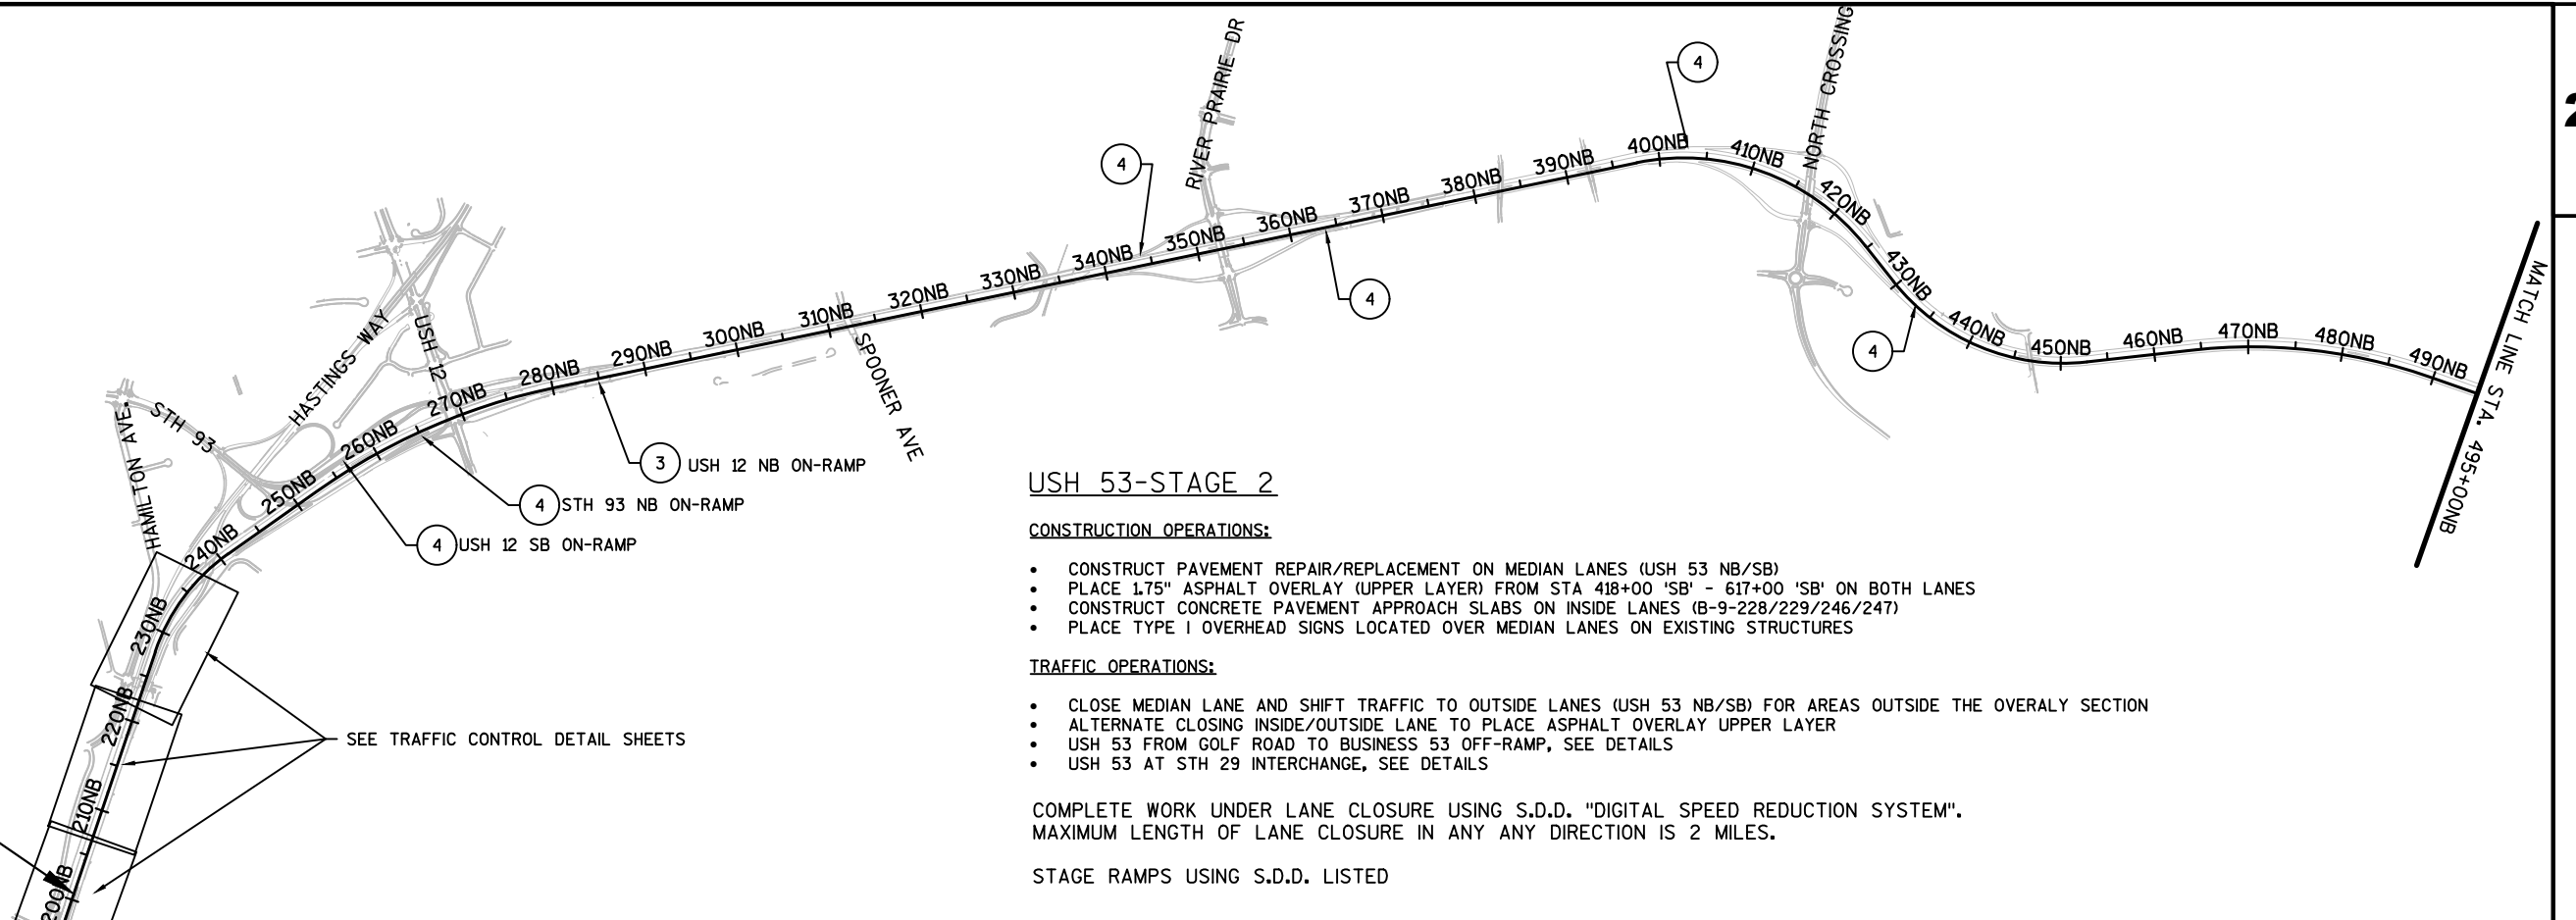 2
4
RIVER PRAIRIE DR
NORTH CROSSING
4
400NB
410NB
420NB
430NB
440NB
450NB
460NB
470NB
480NB
490NB
MATCH LINE STA. 495+00NB
390NB
380NB
370NB
360NB
350NB
340NB
330NB
320NB
310NB
300NB
290NB
280NB
270NB
260NB
250NB
240NB
230NB
220NB
210NB
200NB
4
4
HASTINGS WAY
USH 12
SPOONER AVE
STH 93
HAMILTON AVE.
3 USH 12 NB ON-RAMP
4 STH 93 NB ON-RAMP
4 USH 12 SB ON-RAMP
SEE TRAFFIC CONTROL DETAIL SHEETS
USH 53-STAGE 2
CONSTRUCTION OPERATIONS:
• CONSTRUCT PAVEMENT REPAIR/REPLACEMENT ON MEDIAN LANES (USH 53 NB/SB)
• PLACE 1.75" ASPHALT OVERLAY (UPPER LAYER) FROM STA 418+00 'SB' - 617+00 'SB' ON BOTH LANES
• CONSTRUCT CONCRETE PAVEMENT APPROACH SLABS ON INSIDE LANES (B-9-228/229/246/247)
• PLACE TYPE I OVERHEAD SIGNS LOCATED OVER MEDIAN LANES ON EXISTING STRUCTURES
TRAFFIC OPERATIONS:
• CLOSE MEDIAN LANE AND SHIFT TRAFFIC TO OUTSIDE LANES (USH 53 NB/SB) FOR AREAS OUTSIDE THE OVERALY SECTION
• ALTERNATE CLOSING INSIDE/OUTSIDE LANE TO PLACE ASPHALT OVERLAY UPPER LAYER
• USH 53 FROM GOLF ROAD TO BUSINESS 53 OFF-RAMP, SEE DETAILS
• USH 53 AT STH 29 INTERCHANGE, SEE DETAILS
COMPLETE WORK UNDER LANE CLOSURE USING S.D.D. "DIGITAL SPEED REDUCTION SYSTEM".
MAXIMUM LENGTH OF LANE CLOSURE IN ANY ANY DIRECTION IS 2 MILES.
STAGE RAMPS USING S.D.D. LISTED